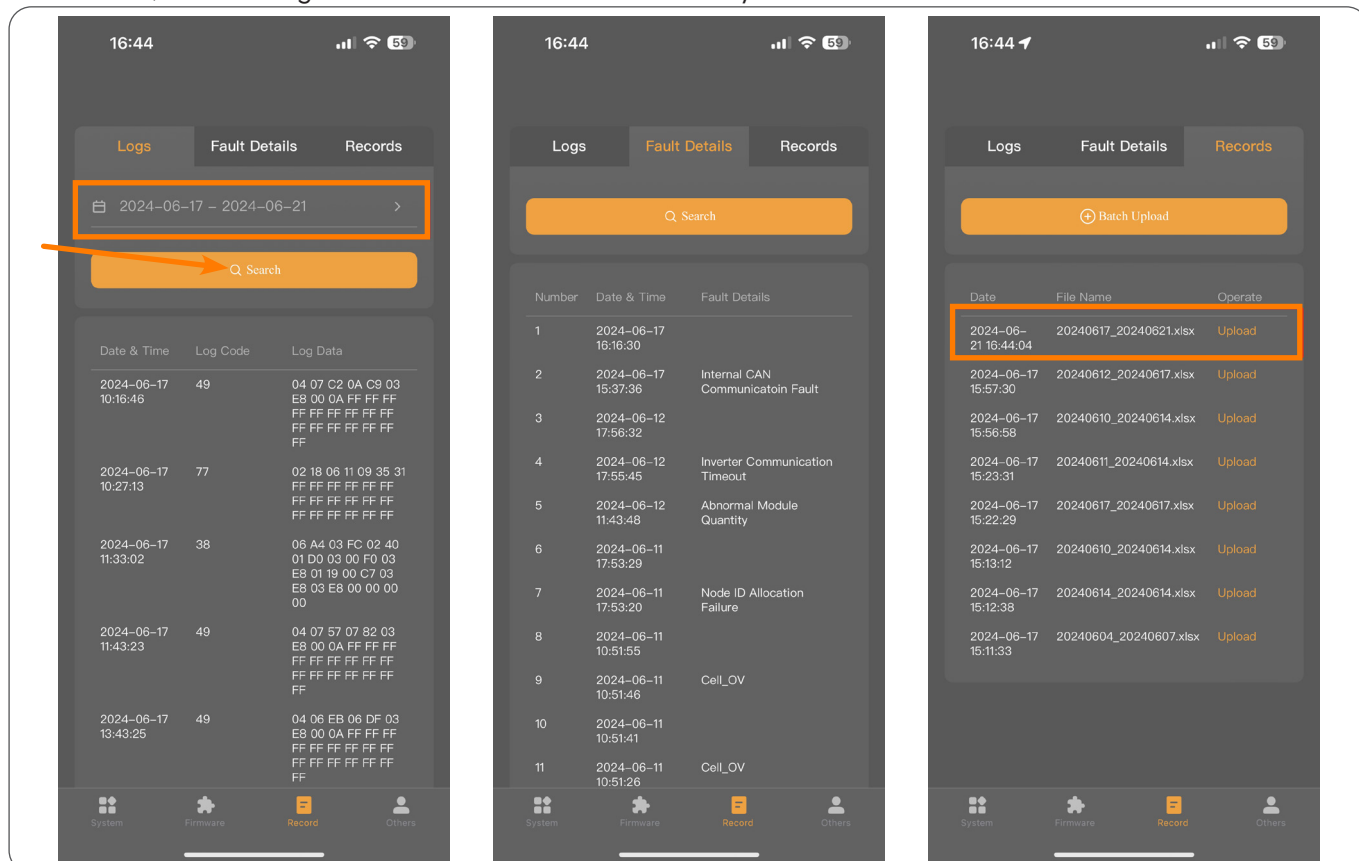 16:44
59
Logs
Fault Details
Records
2024-06-17 - 2024-06-21
Search
Date & Time Log Code Log Data
2024-06-17 49 04 07 C2 0A C9 03
10:16:46 E8 00 0A FF FF FF
FF FF FF FF FF FF
FF FF FF FF FF FF
FF
2024-06-17 77 02 18 06 11 09 35 31
10:27:13 FF FF FF FF FF FF
FF FF FF FF FF FF
FF FF FF FF FF FF
2024-06-17 38 06 A4 03 FC 02 40
11:33:02 01 D0 03 00 F0 03
E8 01 19 00 C7 03
E8 03 E8 00 00 00
00
2024-06-17 49 04 07 57 07 82 03
11:43:23 E8 00 0A FF FF FF
FF FF FF FF FF FF
FF FF FF FF FF FF
FF
2024-06-17 49 04 06 EB 06 DF 03
13:43:25 E8 00 0A FF FF FF
FF FF FF FF FF FF
FF FF FF FF FF FF
FF
System Firmware Record Others
16:44
59
Logs
Fault Details
Records
Search
Number Date & Time Fault Details
1 2024-06-17
16:16:30
2 2024-06-17 Internal CAN
15:37:36 Communicatoin Fault
3 2024-06-12
17:56:32
4 2024-06-12 Inverter Communication
17:55:45 Timeout
5 2024-06-12 Abnormal Module
11:43:48 Quantity
6 2024-06-11
17:53:29
7 2024-06-11 Node ID Allocation
17:53:20 Failure
8 2024-06-11
10:51:55
9 2024-06-11 Cell_OV
10:51:46
10 2024-06-11
10:51:41
11 2024-06-11 Cell_OV
10:51:26
System Firmware Record Others
16:44
59
Logs
Fault Details
Records
Batch Upload
Date File Name Operate
2024-06- 20240617_20240621.xlsx Upload
21 16:44:04
2024-06-17 20240612_20240617.xlsx Upload
15:57:30
2024-06-17 20240610_20240614.xlsx Upload
15:56:58
2024-06-17 20240611_20240614.xlsx Upload
15:23:31
2024-06-17 20240617_20240617.xlsx Upload
15:22:29
2024-06-17 20240610_20240614.xlsx Upload
15:13:12
2024-06-17 20240614_20240614.xlsx Upload
15:12:38
2024-06-17 20240604_20240607.xlsx Upload
15:11:33
System Firmware Record Others